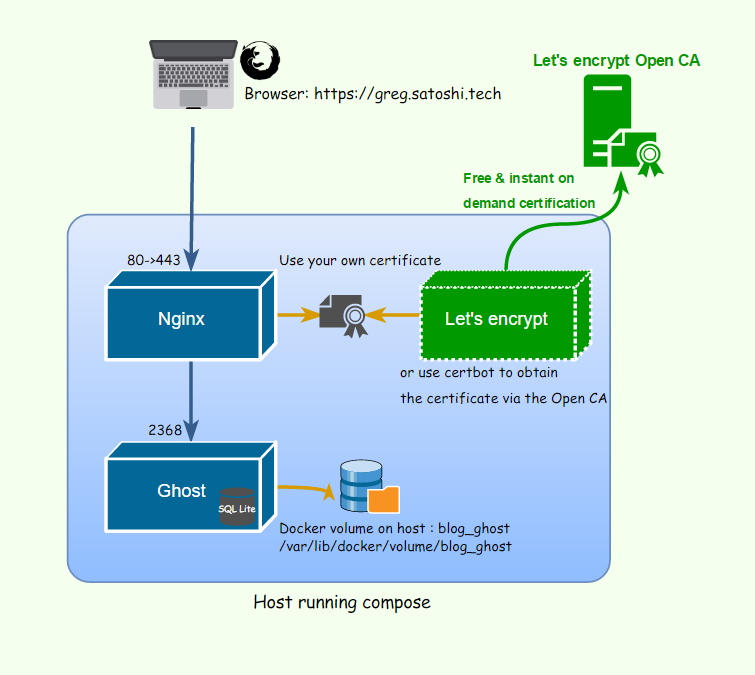 Let's encrypt Open CA
Browser: https://greg.satoshi.tech
Free & instant on
demand certification
80->443
Use your own certificate
Nginx
Let's encrypt
or use certbot to obtain
the certificate via the Open CA
2368
Ghost
SQL Lite
Docker volume on host : blog_ghost
/var/lib/docker/volume/blog_ghost
Host running compose